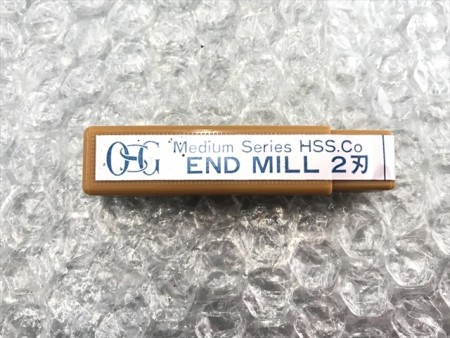 OSG
Medium Series HSS.Co
END MILL 2刃